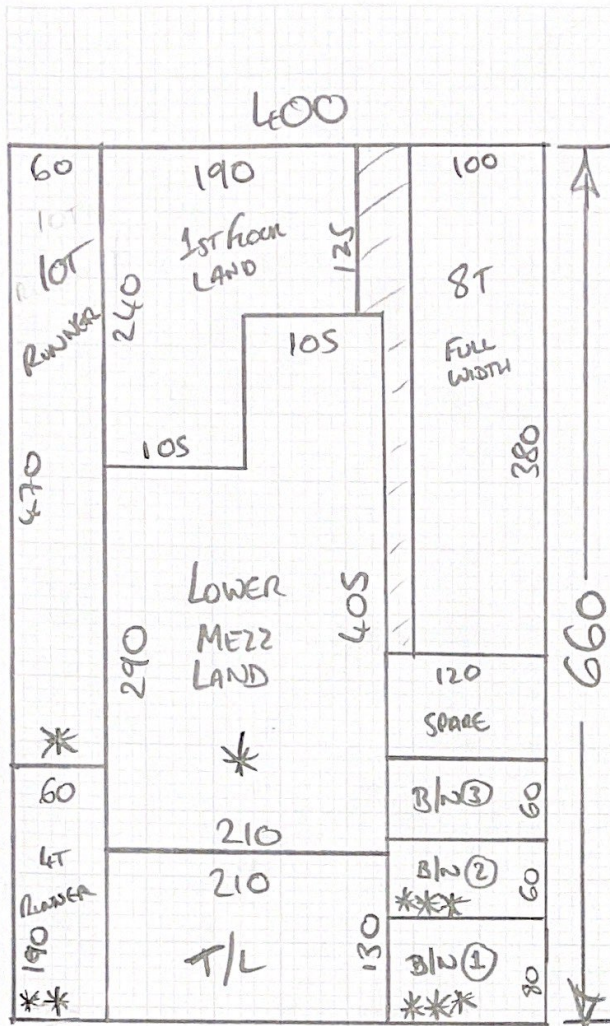 400
60
10T
10T
RUNNER
470
*
190
1ST FLOOR
LAND
125
240
105
105
100
8T
FULL
WIDTH
380
660
LOWER
MEZZ
LAND
*
290
405
210
120
SPARE
B/N ③
60
B/N ②
***
60
B/N ①
***
80
60
4T
RUNNER
190
**
210
T/L
130